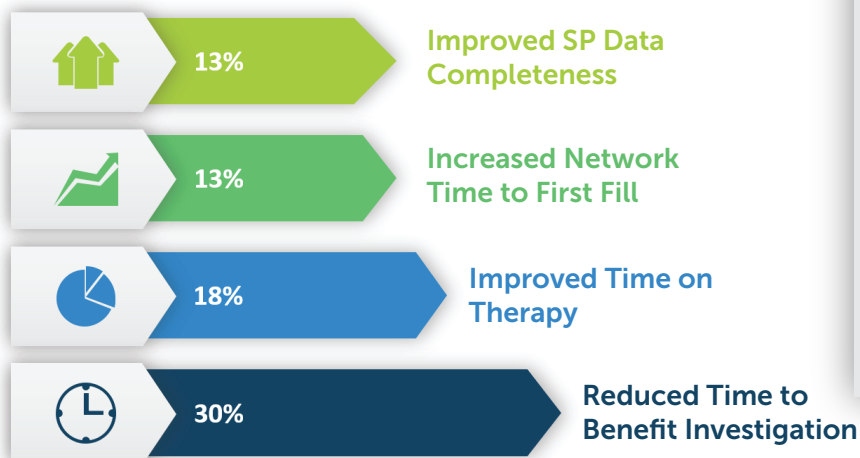 13%
Improved SP Data
Completeness
13%
Increased Network
Time to First Fill
18%
Improved Time on
Therapy
30%
Reduced Time to
Benefit Investigation